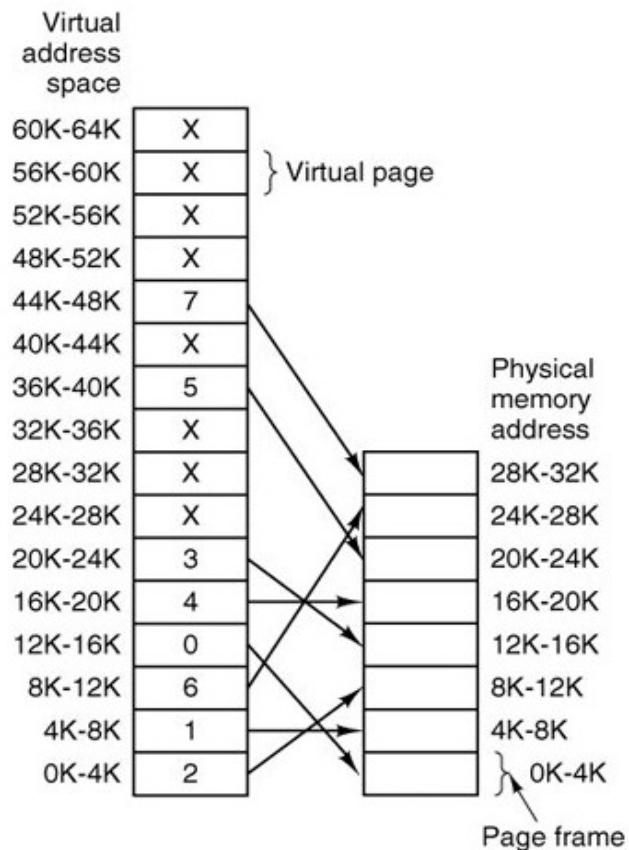 Virtual
address
space
60K-64K X
56K-60K X Virtual page
52K-56K X
48K-52K X
44K-48K 7
40K-44K X
36K-40K 5
32K-36K X
28K-32K X
24K-28K X
20K-24K 3
16K-20K 4
12K-16K 0
8K-12K 6
4K-8K 1
0K-4K 2
Physical
memory
address
28K-32K
24K-28K
20K-24K
16K-20K
12K-16K
8K-12K
4K-8K
0K-4K
Page frame